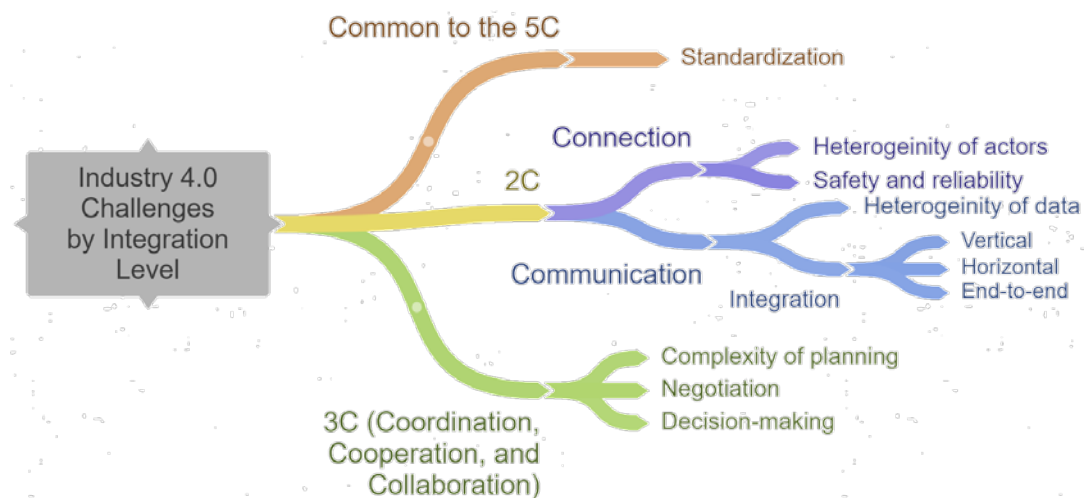 Common to the 5C
Standardization
Industry 4.0
Challenges
by Integration
Level
2C
Connection
Heterogeinity of actors
Safety and reliability
Communication
Heterogeinity of data
Integration
Vertical
Horizontal
End-to-end
3C (Coordination,
Cooperation, and
Collaboration)
Complexity of planning
Negotiation
Decision-making